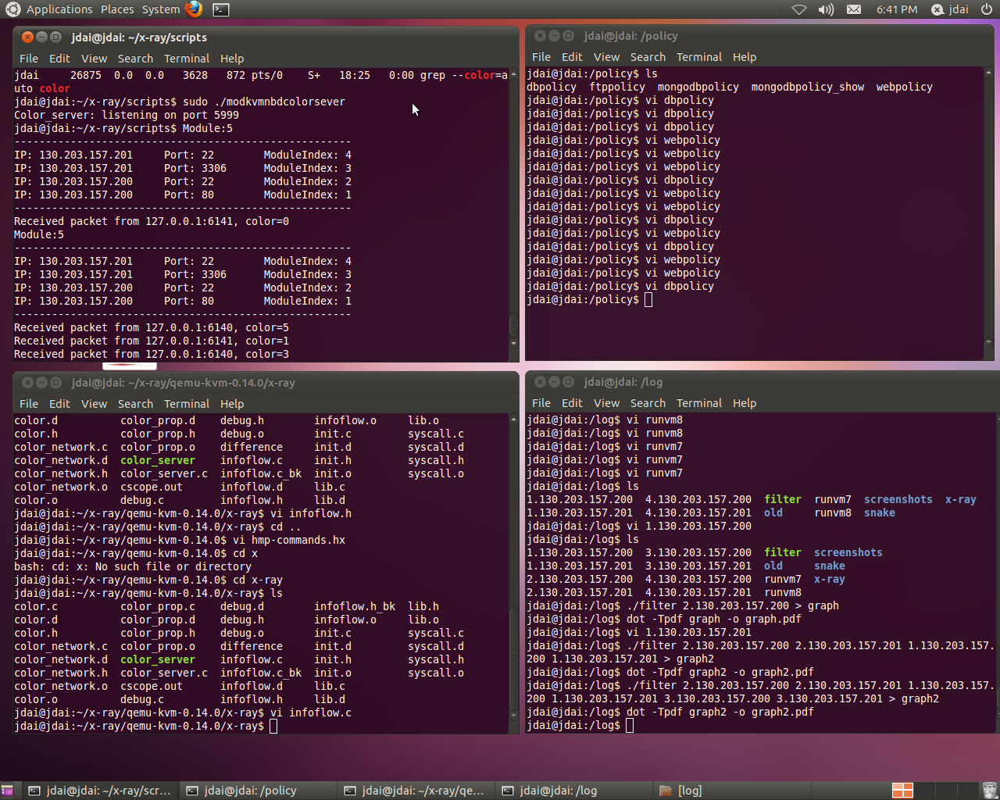 Applications Places System 6:41 PM jdai
jdai@jdai: ~/x-ray/scripts
File Edit View Search Terminal Help
jdai     26875  0.0  0.0   3628   872 pts/0    S+   18:25   0:00 grep --color=a
uto color
jdai@jdai:~/x-ray/scripts$ sudo ./modkvmnbdcolorsever
Color_server: listening on port 5999
jdai@jdai:~/x-ray/scripts$ Module:5
------------------------------------------------------
IP: 130.203.157.201     Port: 22        ModuleIndex: 4
IP: 130.203.157.201     Port: 3306      ModuleIndex: 3
IP: 130.203.157.200     Port: 22        ModuleIndex: 2
IP: 130.203.157.200     Port: 80        ModuleIndex: 1
------------------------------------------------------
Received packet from 127.0.0.1:6141, color=0
Module:5
------------------------------------------------------
IP: 130.203.157.201     Port: 22        ModuleIndex: 4
IP: 130.203.157.201     Port: 3306      ModuleIndex: 3
IP: 130.203.157.200     Port: 22        ModuleIndex: 2
IP: 130.203.157.200     Port: 80        ModuleIndex: 1
------------------------------------------------------
Received packet from 127.0.0.1:6140, color=5
Received packet from 127.0.0.1:6141, color=1
Received packet from 127.0.0.1:6140, color=3
jdai@jdai: /policy
File Edit View Search Terminal Help
jdai@jdai:/policy$ ls
dbpolicy  ftppolicy  mongodbpolicy  mongodbpolicy_show  webpolicy
jdai@jdai:/policy$ vi dbpolicy
jdai@jdai:/policy$ vi dbpolicy
jdai@jdai:/policy$ vi dbpolicy
jdai@jdai:/policy$ vi webpolicy
jdai@jdai:/policy$ vi webpolicy
jdai@jdai:/policy$ vi webpolicy
jdai@jdai:/policy$ vi dbpolicy
jdai@jdai:/policy$ vi webpolicy
jdai@jdai:/policy$ vi webpolicy
jdai@jdai:/policy$ vi dbpolicy
jdai@jdai:/policy$ vi webpolicy
jdai@jdai:/policy$ vi dbpolicy
jdai@jdai:/policy$ vi webpolicy
jdai@jdai:/policy$ vi webpolicy
jdai@jdai:/policy$ vi dbpolicy
jdai@jdai:/policy$
jdai@jdai: ~/x-ray/qemu-kvm-0.14.0/x-ray
File Edit View Search Terminal Help
color.d          color_prop.d    debug.h        infoflow.o     lib.o
color.h          color_prop.h    debug.o        init.c         syscall.c
color_network.c  color_prop.o    difference     init.d         syscall.d
color_network.d  color_server    infoflow.c     init.h         syscall.h
color_network.h  color_server.c  infoflow.c_bk  init.o         syscall.o
color_network.o  cscope.out      infoflow.d     lib.c
color.o          debug.c         infoflow.h     lib.d
jdai@jdai:~/x-ray/qemu-kvm-0.14.0/x-ray$ vi infoflow.h
jdai@jdai:~/x-ray/qemu-kvm-0.14.0/x-ray$ cd ..
jdai@jdai:~/x-ray/qemu-kvm-0.14.0$ vi hmp-commands.hx
jdai@jdai:~/x-ray/qemu-kvm-0.14.0$ cd x
bash: cd: x: No such file or directory
jdai@jdai:~/x-ray/qemu-kvm-0.14.0$ cd x-ray
jdai@jdai:~/x-ray/qemu-kvm-0.14.0/x-ray$ ls
color.c          color_prop.c    debug.d        infoflow.h_bk  lib.h
color.d          color_prop.d    debug.h        infoflow.o     lib.o
color.h          color_prop.h    debug.o        init.c         syscall.c
color_network.c  color_prop.o    difference     init.d         syscall.d
color_network.d  color_server    infoflow.c     init.h         syscall.h
color_network.h  color_server.c  infoflow.c_bk  init.o         syscall.o
color_network.o  cscope.out      infoflow.d     lib.c
color.o          debug.c         infoflow.h     lib.d
jdai@jdai:~/x-ray/qemu-kvm-0.14.0/x-ray$ vi infoflow.c
jdai@jdai:~/x-ray/qemu-kvm-0.14.0/x-ray$
jdai@jdai: /log
File Edit View Search Terminal Help
jdai@jdai:/log$ vi runvm8
jdai@jdai:/log$ vi runvm8
jdai@jdai:/log$ vi runvm7
jdai@jdai:/log$ vi runvm7
jdai@jdai:/log$ vi runvm7
jdai@jdai:/log$ ls
1.130.203.157.200  4.130.203.157.200  filter  runvm7  screenshots  x-ray
1.130.203.157.201  4.130.203.157.201  old     runvm8  snake
jdai@jdai:/log$ vi 1.130.203.157.200
jdai@jdai:/log$ ls
1.130.203.157.200  3.130.203.157.200  filter  screenshots
1.130.203.157.201  3.130.203.157.201  old     snake
2.130.203.157.200  4.130.203.157.200  runvm7  x-ray
2.130.203.157.201  4.130.203.157.201  runvm8
jdai@jdai:/log$ ./filter 2.130.203.157.200 > graph
jdai@jdai:/log$ dot -Tpdf graph -o graph.pdf
jdai@jdai:/log$ vi 1.130.203.157.201
jdai@jdai:/log$ ./filter 2.130.203.157.200 2.130.203.157.201 1.130.203.157.
200 1.130.203.157.201 > graph2
jdai@jdai:/log$ dot -Tpdf graph2 -o graph2.pdf
jdai@jdai:/log$ ./filter 2.130.203.157.200 2.130.203.157.201 1.130.203.157.
200 1.130.203.157.201 3.130.203.157.200 3.130.203.157.201 > graph2
jdai@jdai:/log$ dot -Tpdf graph2 -o graph2.pdf
jdai@jdai:/log$
jdai@jdai: ~/x-ray/scr... jdai@jdai: /policy jdai@jdai: ~/x-ray/qe... jdai@jdai: /log [log]